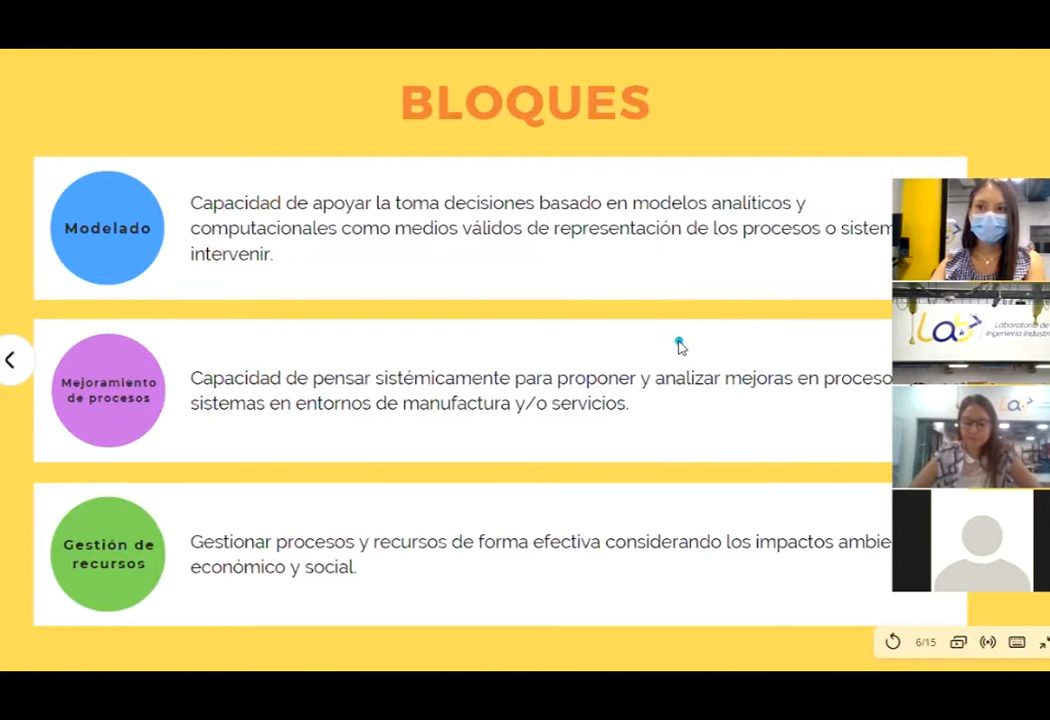 BLOQUES
Modelado
Capacidad de apoyar la toma decisiones basado en modelos analíticos y
computacionales como medios válidos de representación de los procesos o sistem
intervenir.
Mejoramiento
de procesos
Capacidad de pensar sistémicamente para proponer y analizar mejoras en proceso
sistemas en entornos de manufactura y/o servicios.
Gestión de
recursos
Gestionar procesos y recursos de forma efectiva considerando los impactos ambie
económico y social.
Lab
Laboratorio de
Ingeniería Industri
6/15